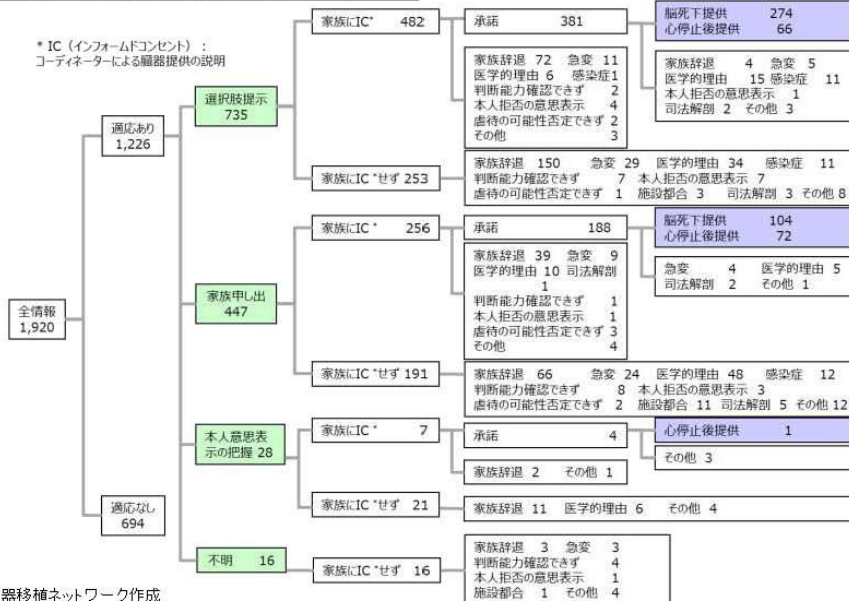 * IC（インフォームドコンセント）：
コーディネーターによる臓器提供の説明
全情報
1,920
適応あり
1,226
適応なし
694
選択肢提示
735
家族にIC* 482
承諾 381
脳死下提供 274
心停止後提供 66
家族辞退 4 急変 5
医学的理由 15 感染症 11
本人拒否の意思表示 1
司法解剖 2 その他 3
家族辞退 72 急変 11
医学的理由 6 感染症1
判断能力確認できず 2
本人拒否の意思表示 4
虐待の可能性否定できず 2
その他 3
家族にIC*せず 253
家族辞退 150 急変 29 医学的理由 34 感染症 11
判断能力確認できず 7 本人拒否の意思表示 7
虐待の可能性否定できず 1 施設都合 3 司法解剖 3 その他 8
家族申し出
447
家族にIC* 256
承諾 188
脳死下提供 104
心停止後提供 72
急変 4 医学的理由 5
司法解剖 2 その他 1
家族辞退 39 急変 9
医学的理由 10 司法解剖
1
判断能力確認できず 1
本人拒否の意思表示 1
虐待の可能性否定できず 3
その他 4
家族にIC*せず 191
家族辞退 66 急変 24 医学的理由 48 感染症 12
判断能力確認できず 8 本人拒否の意思表示 3
虐待の可能性否定できず 2 施設都合 11 司法解剖 5 その他 12
本人意思表
示の把握 28
家族にIC* 7
承諾 4
心停止後提供 1
その他 3
家族辞退 2 その他 1
家族にIC*せず 21
家族辞退 11 医学的理由 6 その他 4
不明 16
家族にIC*せず 16
家族辞退 3 急変 3
判断能力確認できず 4
本人拒否の意思表示 1
施設都合 1 その他 4
器移植ネットワーク作成